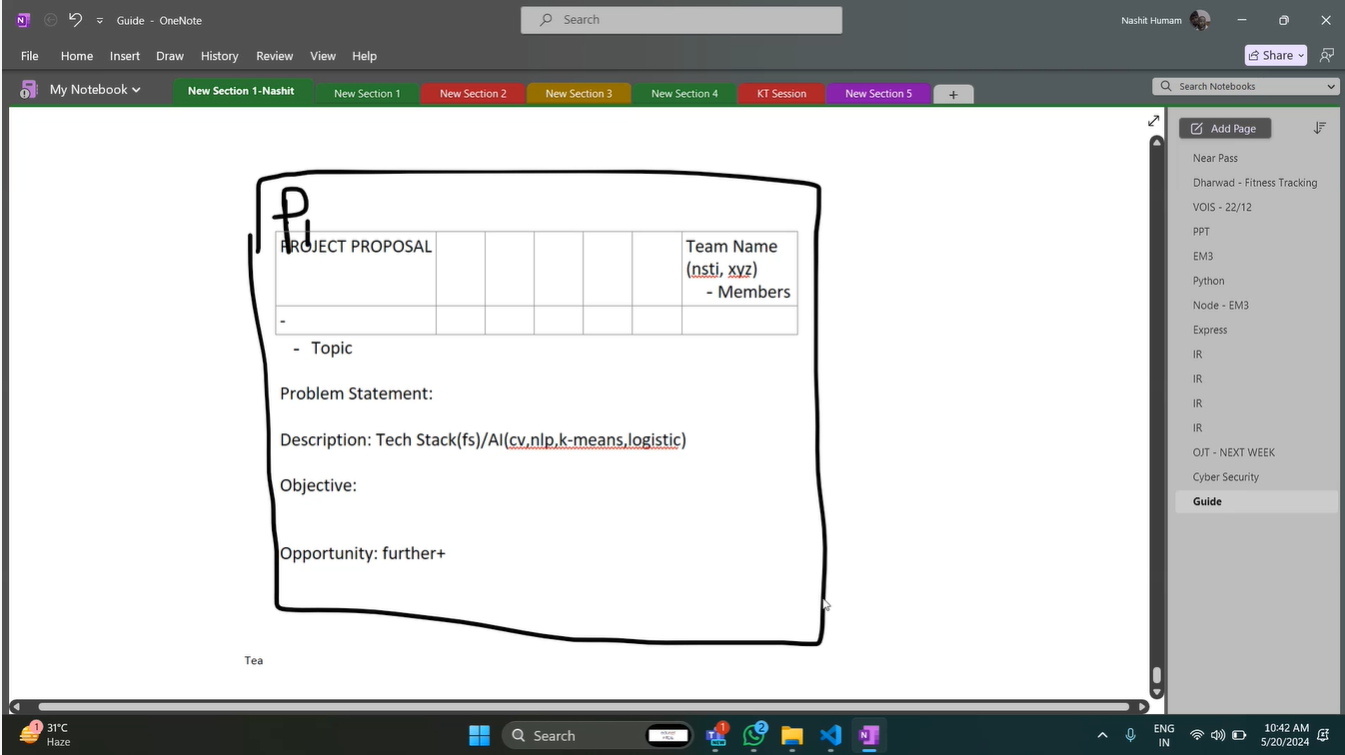 Guide - OneNote
Search
Nashit Humam
File Home Insert Draw History Review View Help
Share
My Notebook
New Section 1-Nashit
New Section 1
New Section 2
New Section 3
New Section 4
KT Session
New Section 5
Search Notebooks
P1
PROJECT PROPOSAL
Team Name
(nsti, xyz)
- Members
-
- Topic
Problem Statement:
Description: Tech Stack(fs)/AI(cv,nlp,k-means,logistic)
Objective:
Opportunity: further+
Tea
Add Page
Near Pass
Dharwad - Fitness Tracking
VOIS - 22/12
PPT
EM3
Python
Node - EM3
Express
IR
IR
IR
IR
OJT - NEXT WEEK
Cyber Security
Guide
1
31°C
Haze
Search
1
2
ENG
IN
10:42 AM
5/20/2024